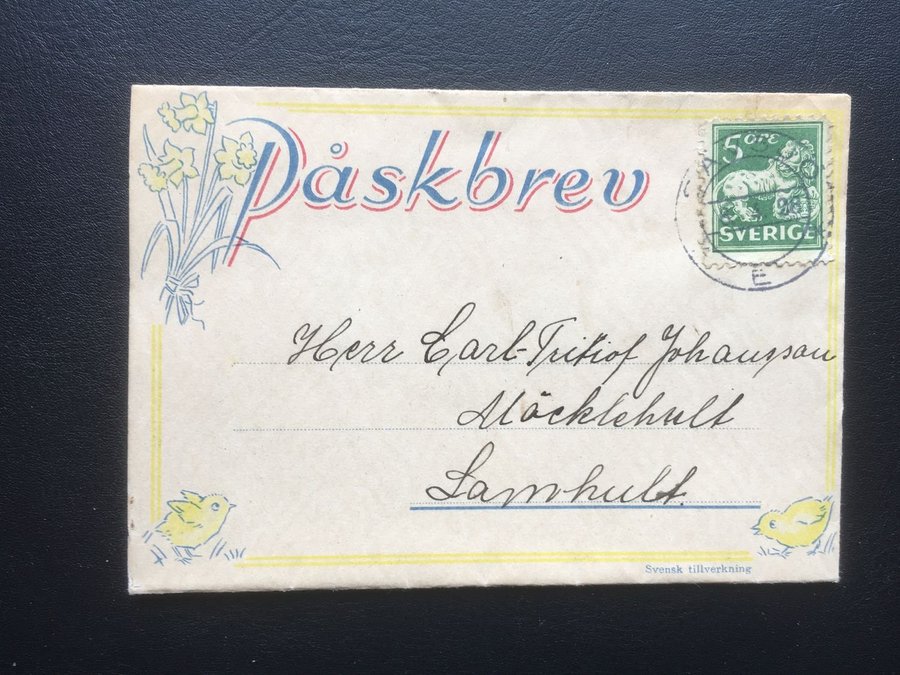 Påskbrev
5 ÖRE
SVERIGE
Herr Carl-Fritiof Johansson
Möcklehult
Lamhult.
Svensk tillverkning